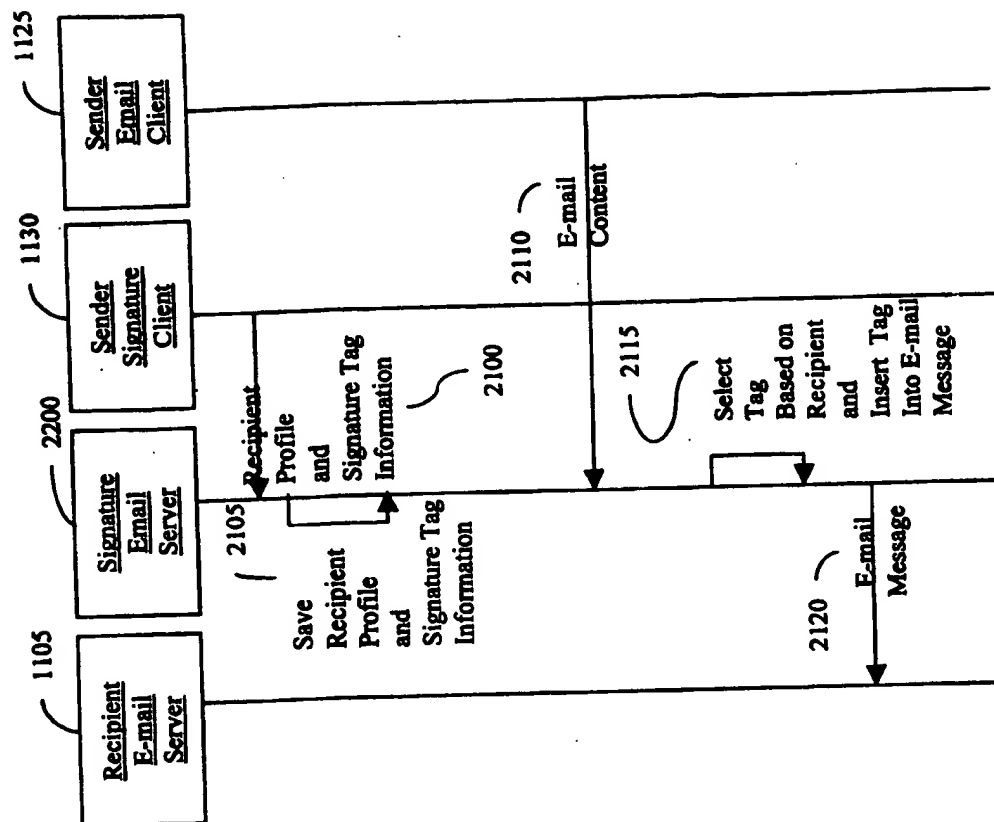 1105
Recipient
E-mail
Server
2200
Signature
Email
Server
1130
Sender
Signature
Client
1125
Sender
Email
Client
Recipient
Profile
and
Signature Tag
Information
2100
2105
Save
Recipient
Profile
and
Signature Tag
Information
2110
E-mail
Content
2115
Select
Tag
Based on
Recipient
and
Insert Tag
Into E-mail
Message
2120
E-mail
Message